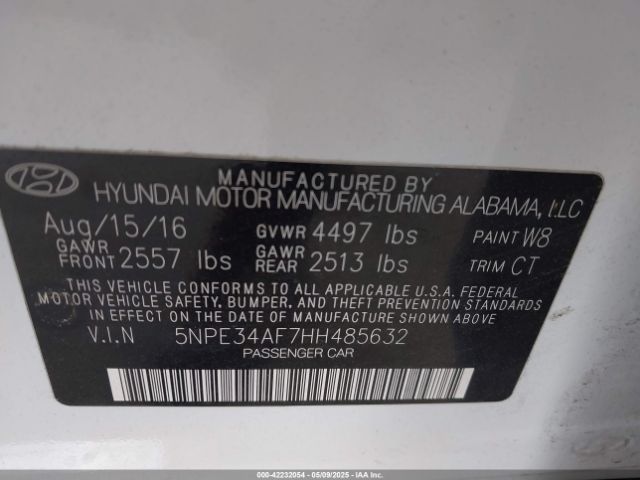 MANUFACTURED BY
HYUNDAI MOTOR MANUFACTURING ALABAMA, LLC
Aug/15/16 GVWR 4497 lbs PAINT W8
GAWR FRONT 2557 lbs GAWR REAR 2513 lbs TRIM CT
THIS VEHICLE CONFORMS TO ALL APPLICABLE U.S.A. FEDERAL
MOTOR VEHICLE SAFETY, BUMPER, AND THEFT PREVENTION STANDARDS
IN EFFECT ON THE DATE OF MANUFACTURE SHOWN ABOVE.
V.I.N 5NPE34AF7HH485632
PASSENGER CAR
000-42232054 - 05/09/2025 - IAA Inc.